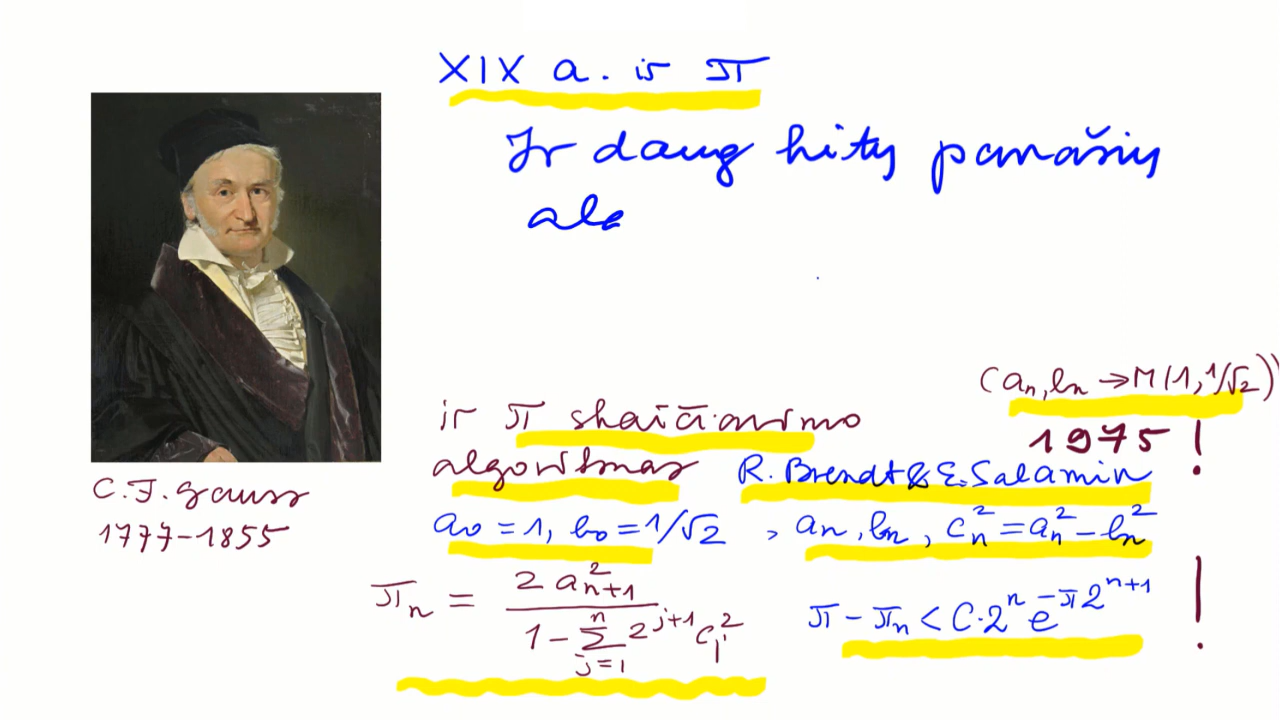 XIX a. ir π
Ir daug kitų panašių
ale
(an, bn → M(1, 1/√2))
ir π skaičiavimo
1975 !
algoritmas R. Brendt & E. Salamin
C. F. Gauss
1777-1855
a₀ = 1, b₀ = 1/√2 , an, bn, cn² = an² - bn²
πn = 2 a²n+1 / (1 - Σ(j=1..n) 2^(j+1) cj²)
π - πn < C·2^n e^(-π2^(n+1)) !